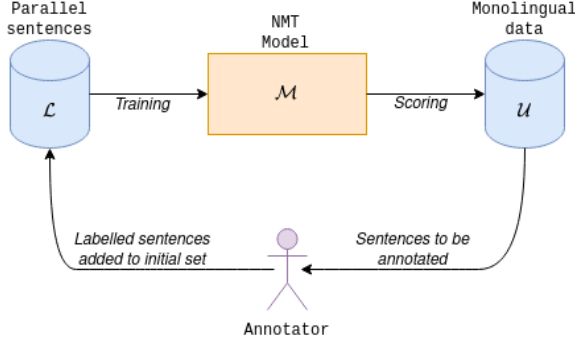 Parallel
sentences
NMT
Model
Monolingual
data
ℒ
Training
ℳ
Scoring
𝒰
Labelled sentences
added to initial set
Sentences to be
annotated
Annotator